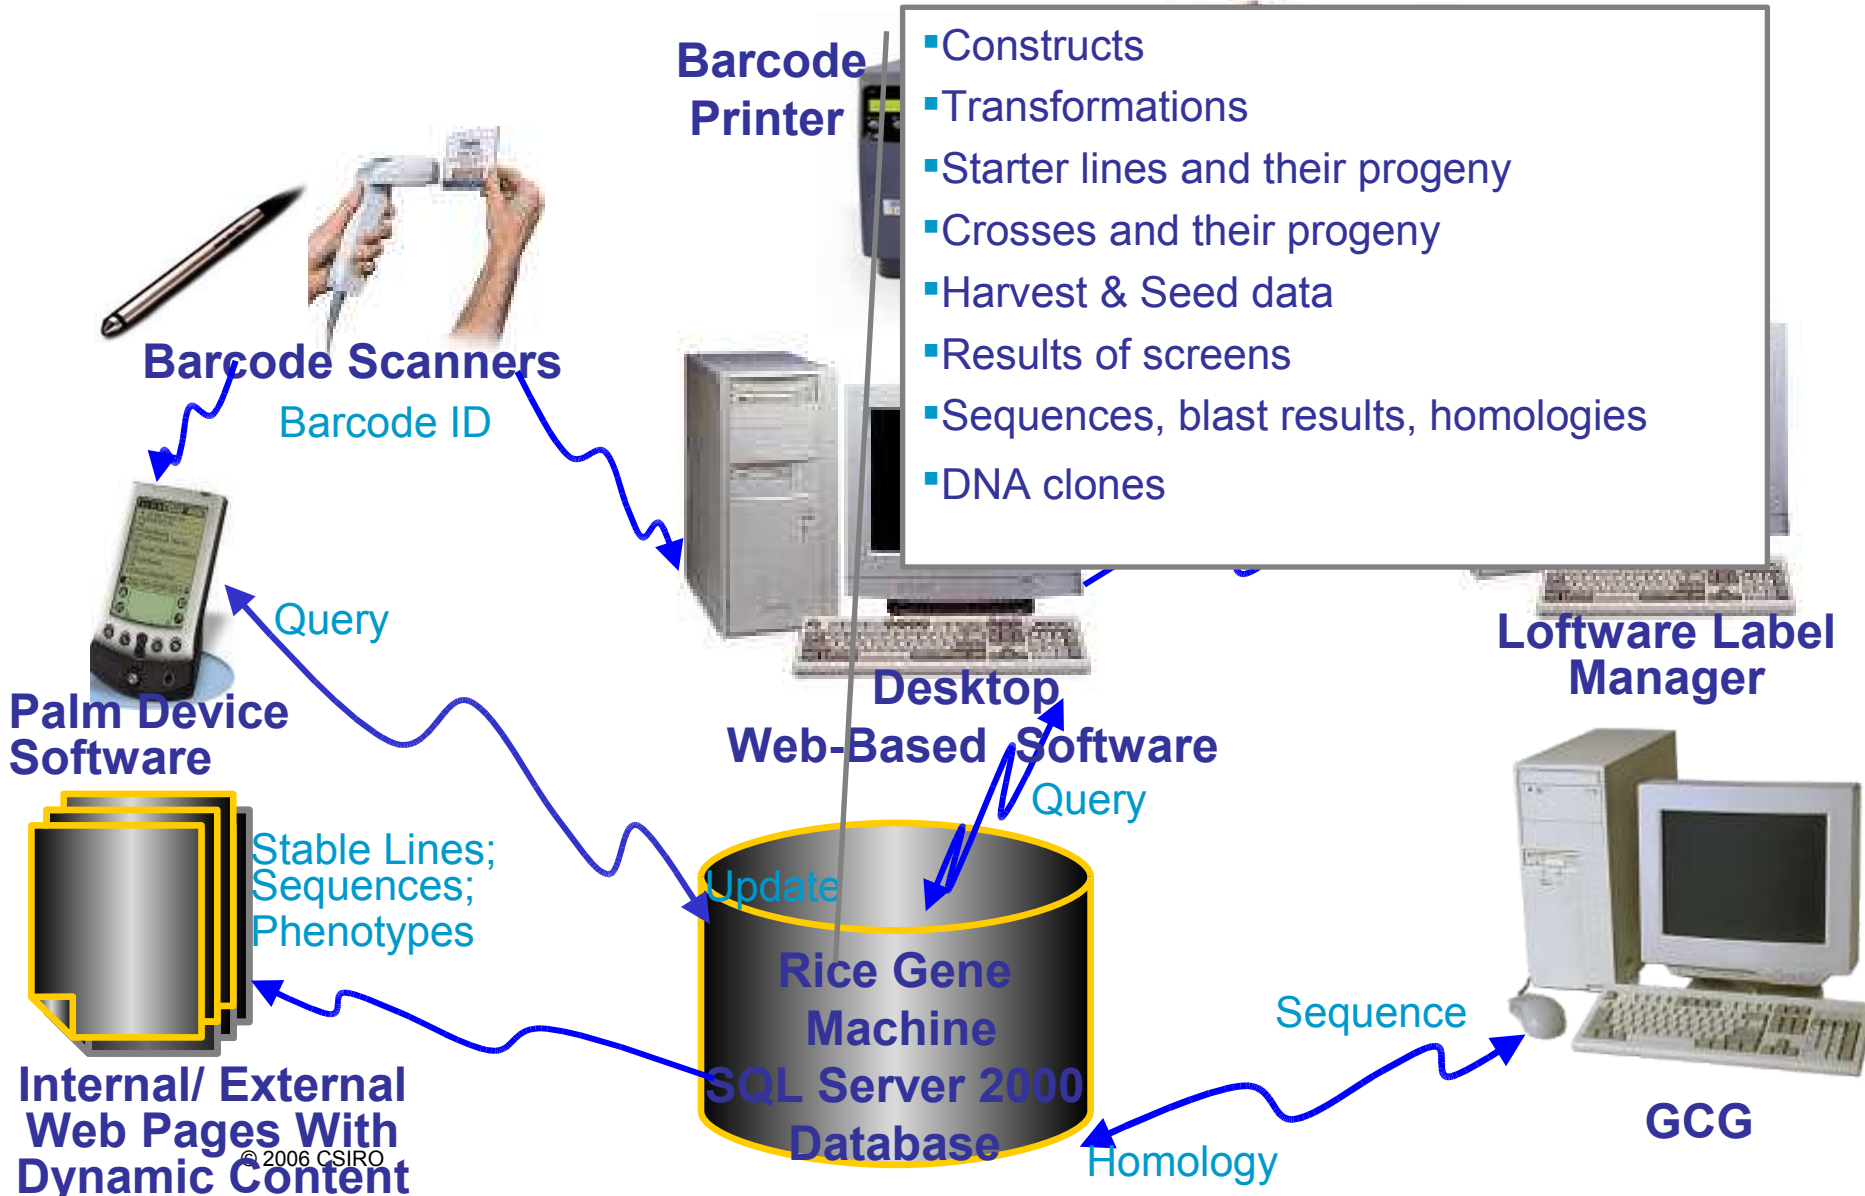 Barcode
Printer
▪Constructs
▪Transformations
▪Starter lines and their progeny
▪Crosses and their progeny
▪Harvest & Seed data
▪Results of screens
▪Sequences, blast results, homologies
▪DNA clones
Barcode Scanners
Barcode ID
Query
Palm Device
Software
Desktop
Web-Based Software
Query
Loftware Label
Manager
Stable Lines;
Sequences;
Phenotypes
Update
Rice Gene
Machine
SQL Server 2000
Database
Sequence
Homology
GCG
Internal/ External
Web Pages With
Dynamic Content
© 2006 CSIRO